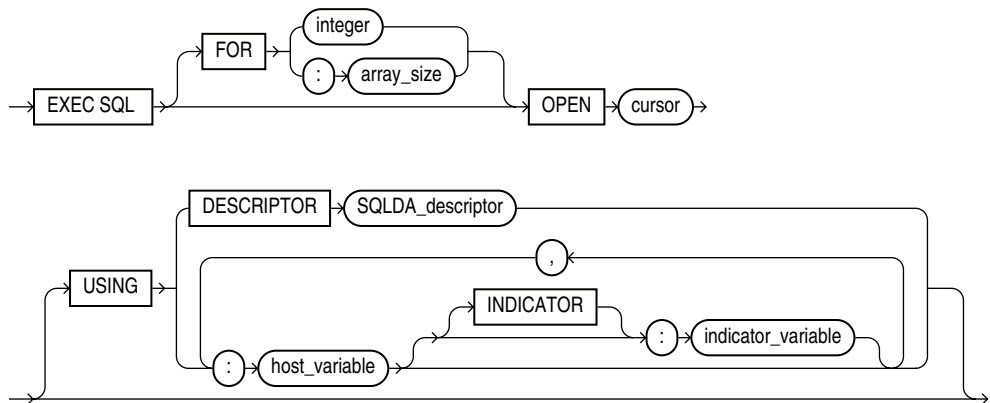 integer
FOR
: array_size
EXEC SQL OPEN cursor
DESCRIPTOR SQLDA_descriptor
,
USING INDICATOR
: indicator_variable
: host_variable